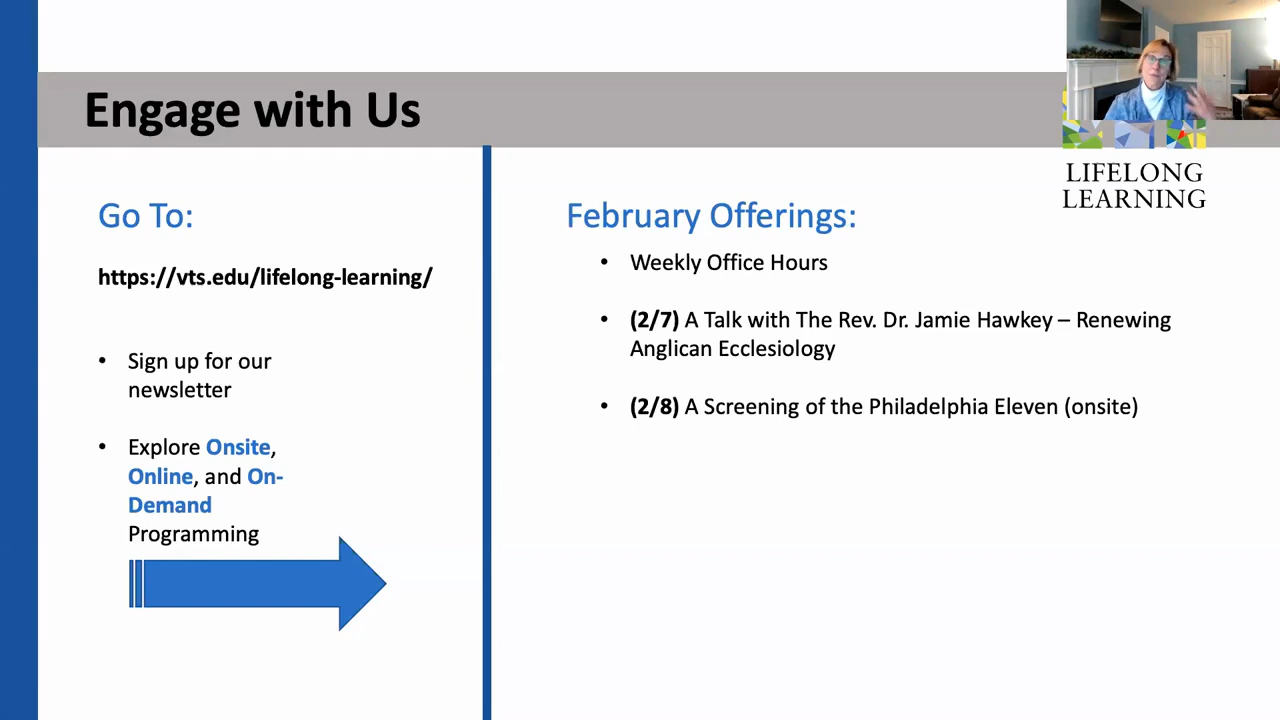 Engage with Us
LIFELONG
LEARNING
Go To:
https://vts.edu/lifelong-learning/
• Sign up for our
newsletter
• Explore Onsite,
Online, and On-
Demand
Programming
February Offerings:
• Weekly Office Hours
• (2/7) A Talk with The Rev. Dr. Jamie Hawkey – Renewing
Anglican Ecclesiology
• (2/8) A Screening of the Philadelphia Eleven (onsite)